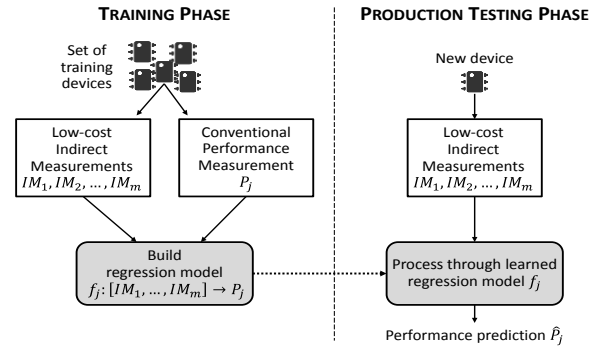 TRAINING PHASE
Set of
training
devices
Low-cost
Indirect
Measurements
IM₁, IM₂, … , IMₘ
Conventional
Performance
Measurement
Pⱼ
Build
regression model
fⱼ: [IM₁, … , IMₘ] → Pⱼ
PRODUCTION TESTING PHASE
New device
Low-cost
Indirect
Measurements
IM₁, IM₂, … , IMₘ
Process through learned
regression model fⱼ
Performance prediction P̂ⱼ